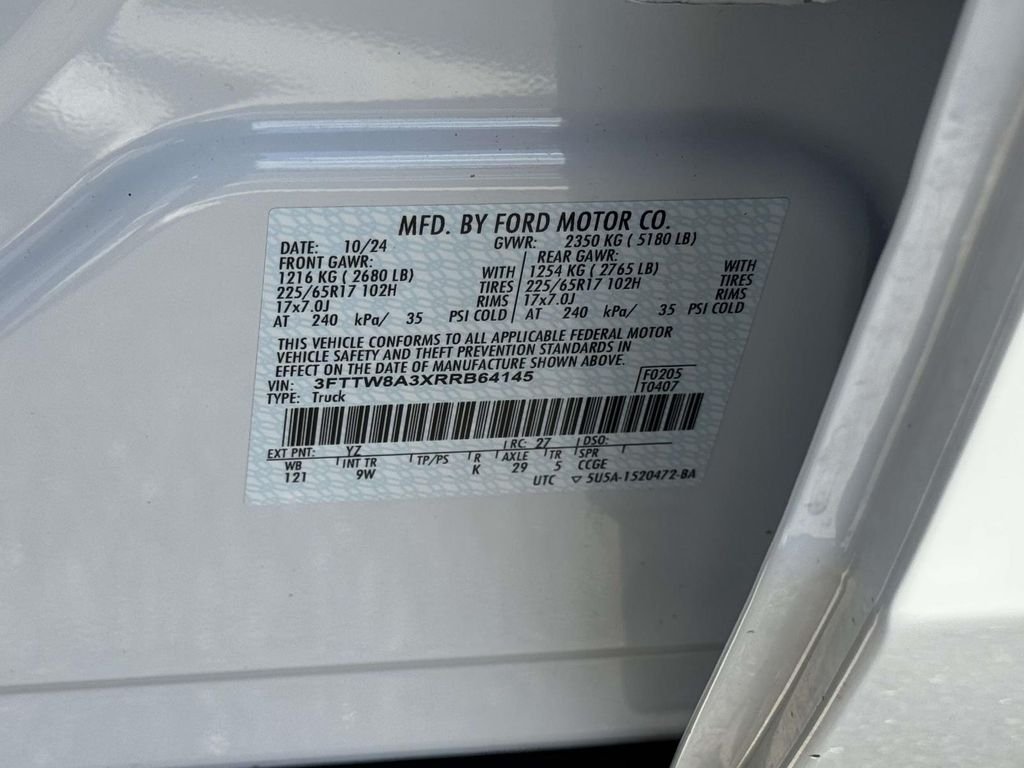 MFD. BY FORD MOTOR CO.
DATE: 10/24 GVWR: 2350 KG ( 5180 LB)
FRONT GAWR: REAR GAWR:
1216 KG ( 2680 LB) WITH 1254 KG ( 2765 LB) WITH
225/65R17 102H TIRES 225/65R17 102H TIRES
17x7.0J RIMS 17x7.0J RIMS
AT 240 kPa/ 35 PSI COLD AT 240 kPa/ 35 PSI COLD
THIS VEHICLE CONFORMS TO ALL APPLICABLE FEDERAL MOTOR
VEHICLE SAFETY AND THEFT PREVENTION STANDARDS IN
EFFECT ON THE DATE OF MANUFACTURE SHOWN ABOVE.
VIN: 3FTTW8A3XRRB64145 F0205
TYPE: Truck T0407
EXT PNT: YZ RC: 27 DSO:
WB INT TR TP/PS R AXLE TR SPR
121 9W K 29 5 CCGE
UTC ▽ 5U5A-1520472-BA